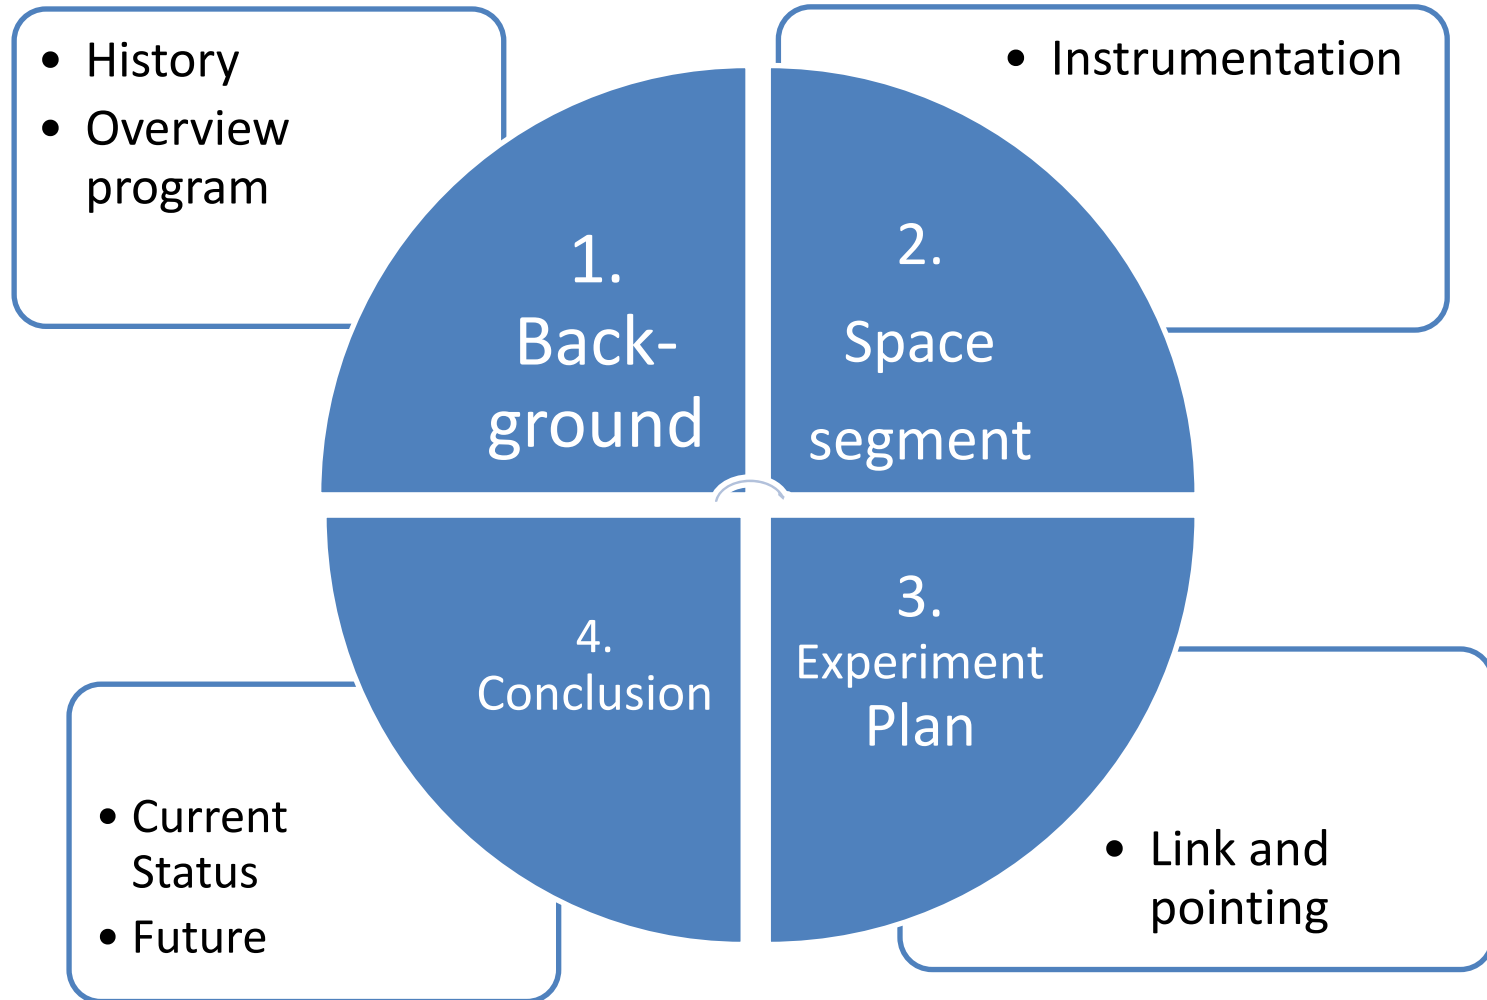 • History
• Overview
program
1.
Back-
ground
• Instrumentation
2.
Space
segment
3.
Experiment
Plan
• Link and
pointing
4.
Conclusion
• Current
Status
• Future